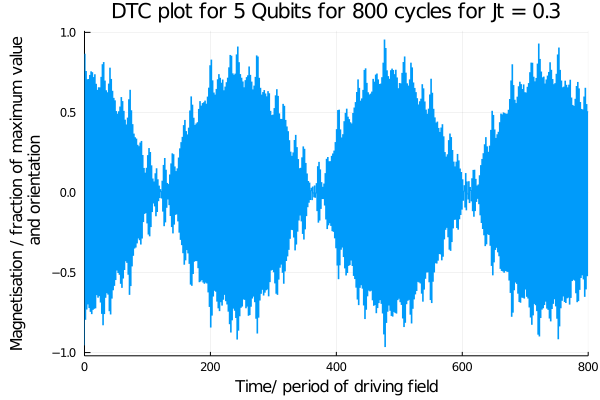 DTC plot for 5 Qubits for 800 cycles for Jt = 0.3
Magnetisation / fraction of maximum value
and orientation
1.0
0.5
0.0
−0.5
−1.0
0 200 400 600 800
Time/ period of driving field